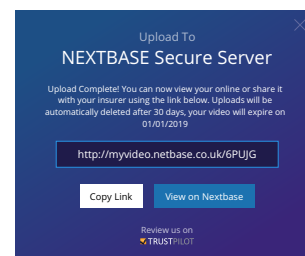 Upload To
NEXTBASE Secure Server
Upload Complete! You can now view your online or share it
with your insurer using the link below. Uploads will be
automatically deleted after 30 days, your video will expire on
01/01/2019
http://myvideo.netbase.co.uk/6PUJG
Copy Link View on Nextbase
Review us on
TRUSTPILOT